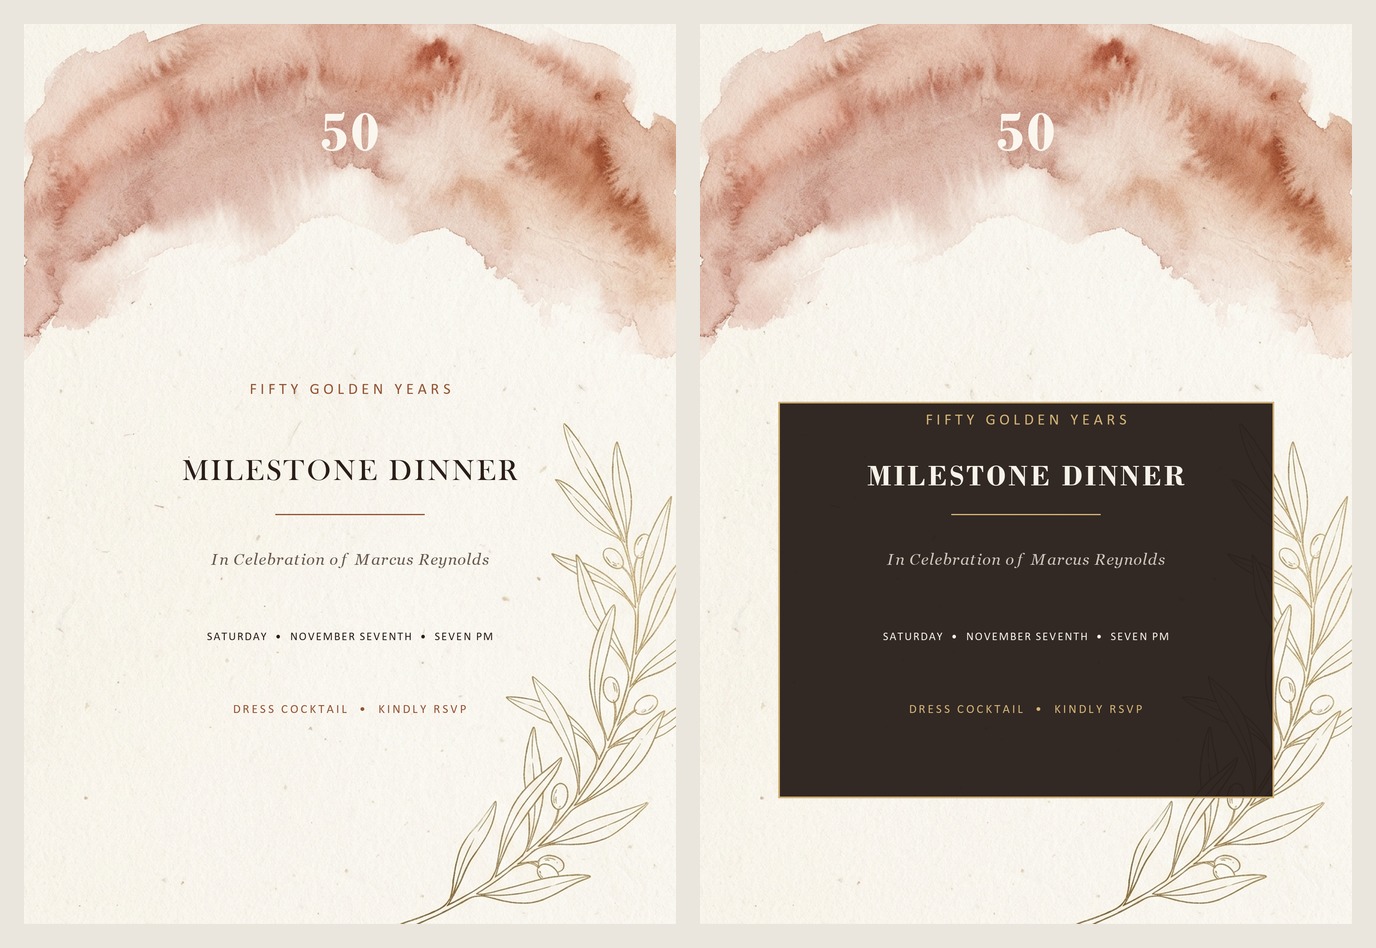 50
FIFTY GOLDEN YEARS
MILESTONE DINNER
In Celebration of Marcus Reynolds
SATURDAY • NOVEMBER SEVENTH • SEVEN PM
DRESS COCKTAIL • KINDLY RSVP
50
FIFTY GOLDEN YEARS
MILESTONE DINNER
In Celebration of Marcus Reynolds
SATURDAY • NOVEMBER SEVENTH • SEVEN PM
DRESS COCKTAIL • KINDLY RSVP